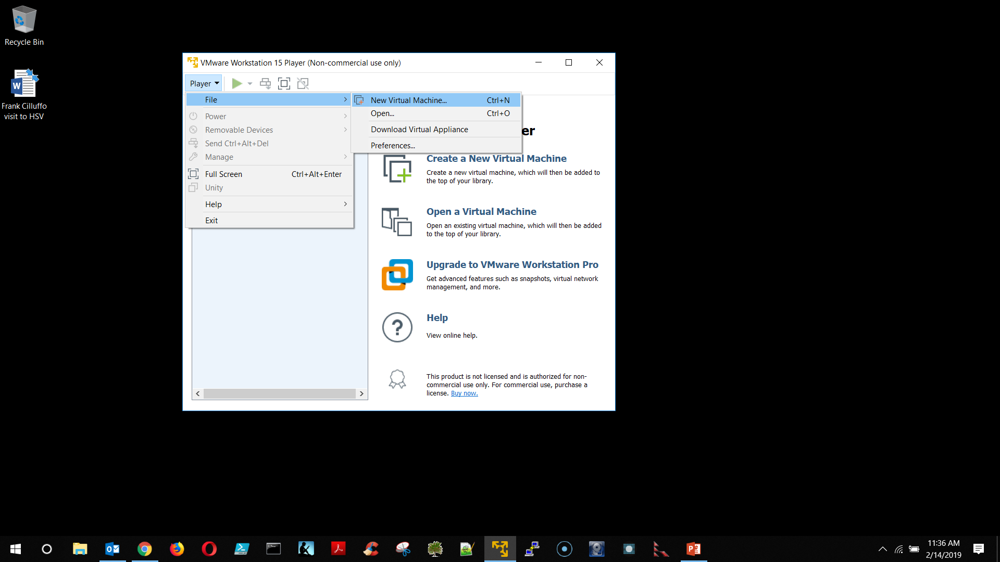 Recycle Bin
Frank Cilluffo
visit to HSV
VMware Workstation 15 Player (Non-commercial use only)
Player
File
New Virtual Machine... Ctrl+N
Open... Ctrl+O
Download Virtual Appliance
Preferences...
Power
Removable Devices
Send Ctrl+Alt+Del
Manage
Full Screen Ctrl+Alt+Enter
Unity
Help
Exit
er
Create a New Virtual Machine
Create a new virtual machine, which will then be added to
the top of your library.
Open a Virtual Machine
Open an existing virtual machine, which will then be added
to the top of your library.
Upgrade to VMware Workstation Pro
Get advanced features such as snapshots, virtual network
management, and more.
Help
View online help.
This product is not licensed and is authorized for non-
commercial use only. For commercial use, purchase a
license. Buy now.
11:36 AM
2/14/2019